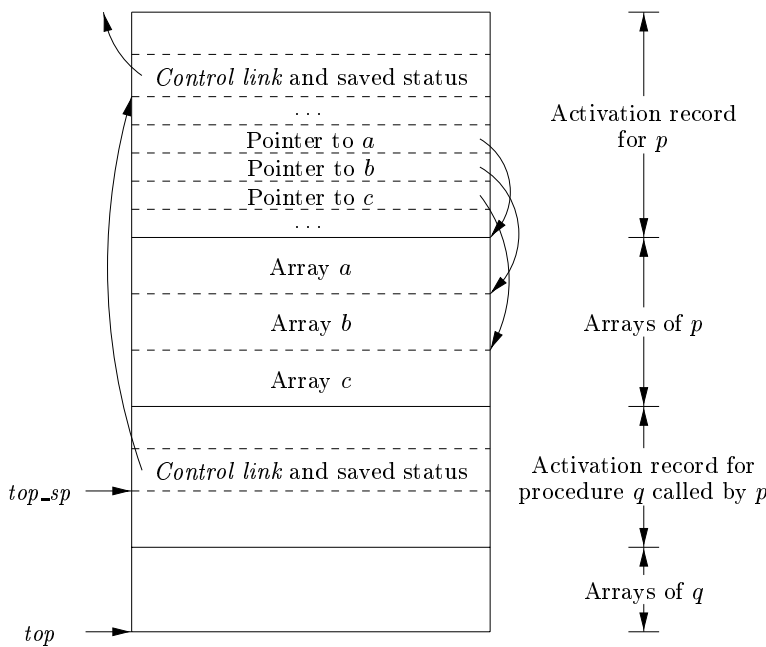 Control link and saved status
. . .
Pointer to a
Pointer to b
Pointer to c
. . .
Array a
Array b
Array c
Control link and saved status
top_sp
top
Activation record
for p
Arrays of p
Activation record for
procedure q called by p
Arrays of q